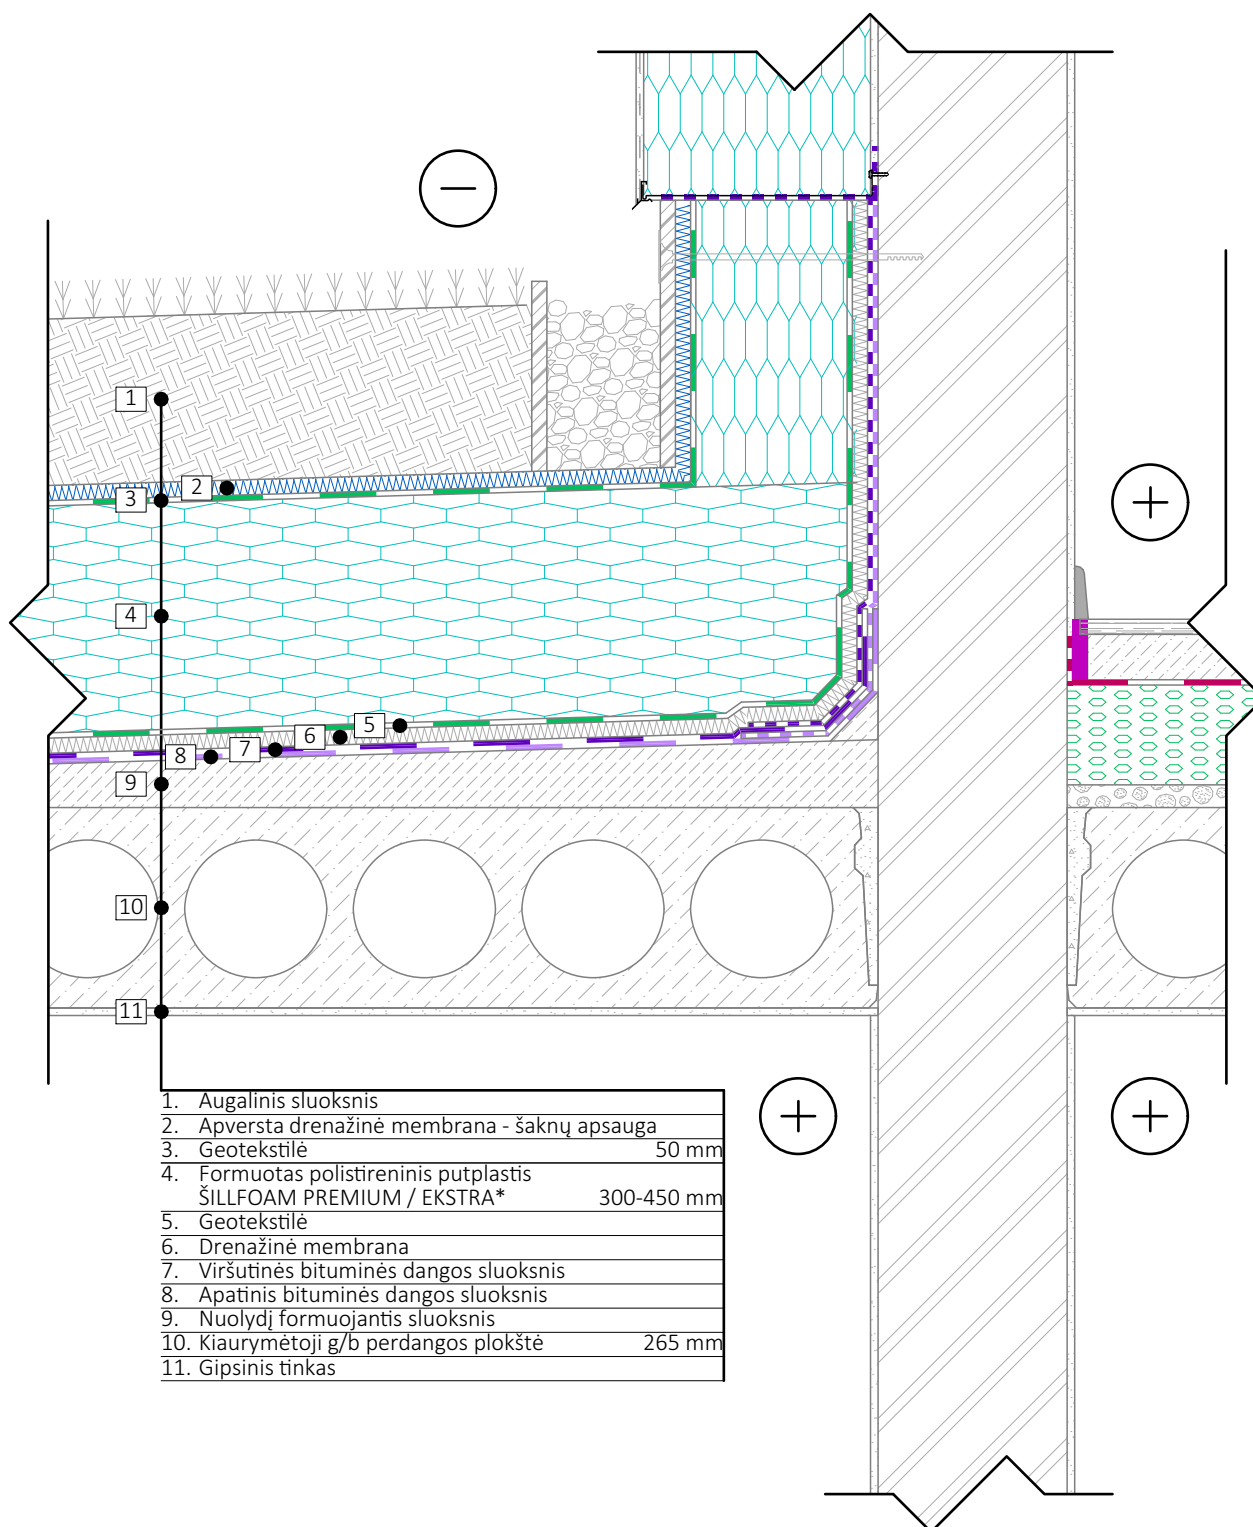 1
2
3
4
5
6
7
8
9
10
11
1. Augalinis sluoksnis
2. Apversta drenažinė membrana - šaknų apsauga
3. Geotekstilė 50 mm
4. Formuotas polistireninis putplastis
ŠILLFOAM PREMIUM / EKSTRA* 300-450 mm
5. Geotekstilė
6. Drenažinė membrana
7. Viršutinės bituminės dangos sluoksnis
8. Apatinis bituminės dangos sluoksnis
9. Nuolydį formuojantis sluoksnis
10. Kiaurymėtoji g/b perdangos plokštė 265 mm
11. Gipsinis tinkas